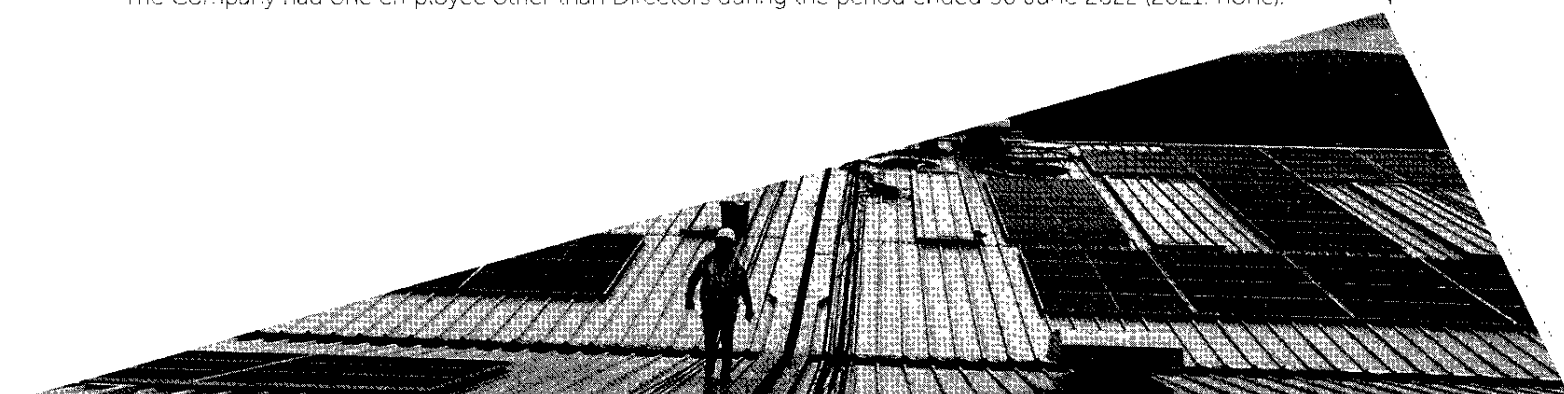 The Company had one employee other than Directors during the period ended 30 June 2022 (2021: none).